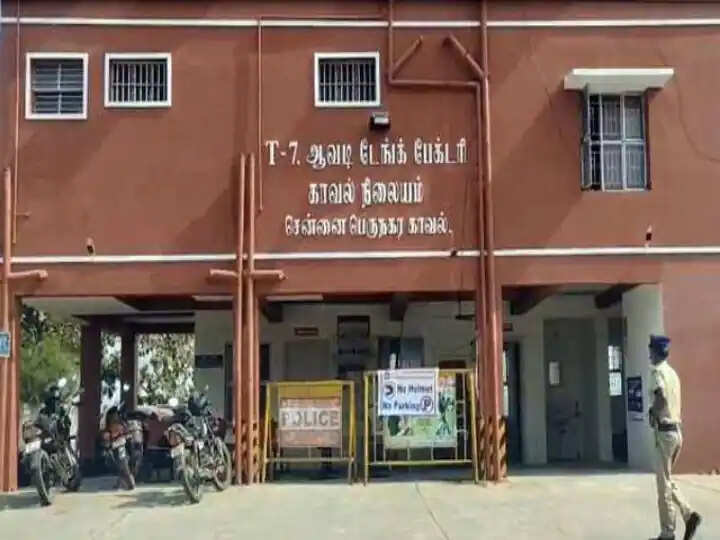 T-7. ஆவடி டேங்க் பேக்டரி
காவல் நிலையம்
சென்னை பெருநகர காவல்.
No Helmet
No Parking P
POLICE